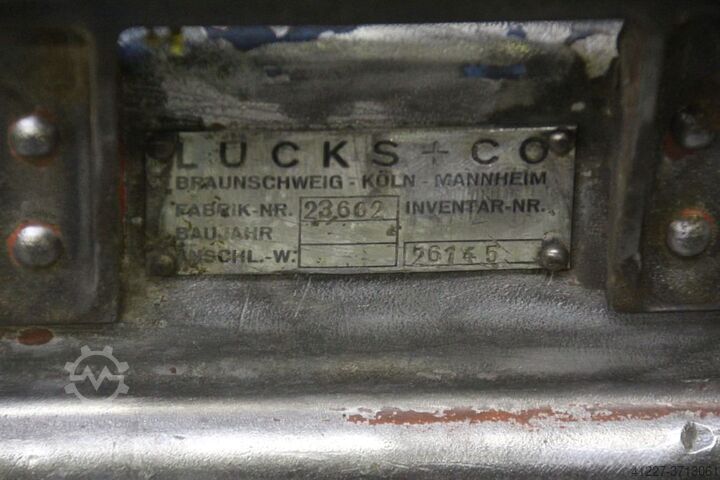 LUCKS + CO
BRAUNSCHWEIG - KÖLN - MANNHEIM
FABRIK-NR. 23662 INVENTAR-NR.
BAUJAHR
ANSCHL.-W. 26145
41227-3713061